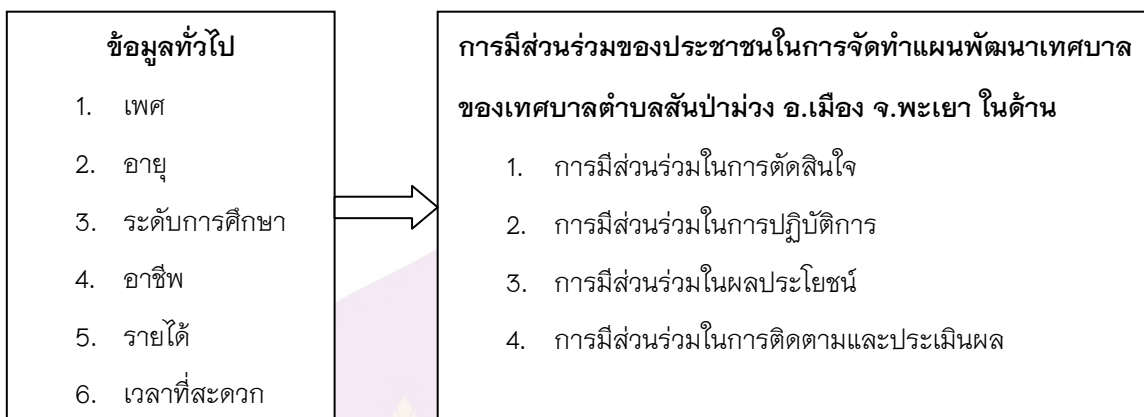 ข้อมูลทั่วไป
1. เพศ
2. อายุ
3. ระดับการศึกษา
4. อาชีพ
5. รายได้
6. เวลาที่สะดวก
การมีส่วนร่วมของประชาชนในการจัดทำแผนพัฒนาเทศบาล
ของเทศบาลตำบลสันป่าม่วง อ.เมือง จ.พะเยา ในด้าน
1. การมีส่วนร่วมในการตัดสินใจ
2. การมีส่วนร่วมในการปฏิบัติการ
3. การมีส่วนร่วมในผลประโยชน์
4. การมีส่วนร่วมในการติดตามและประเมินผล